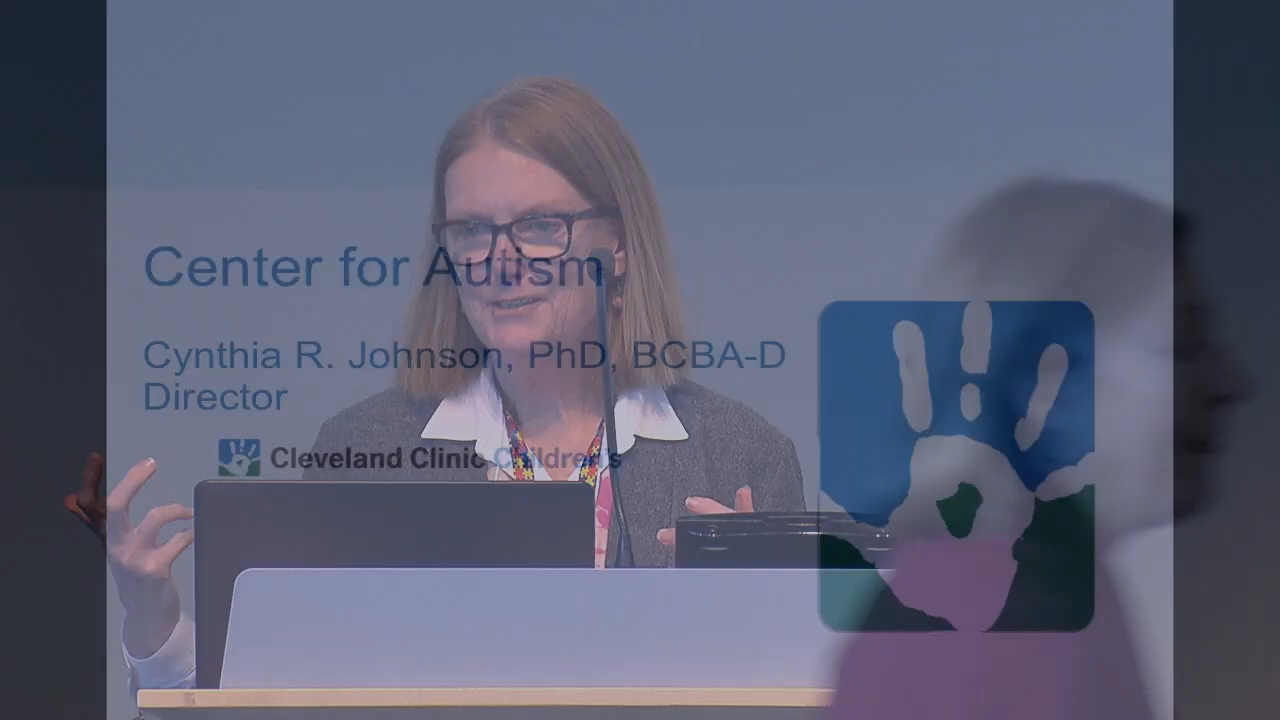 Center for Autism
Cynthia R. Johnson, PhD, BCBA-D
Director
Cleveland Clinic Children's